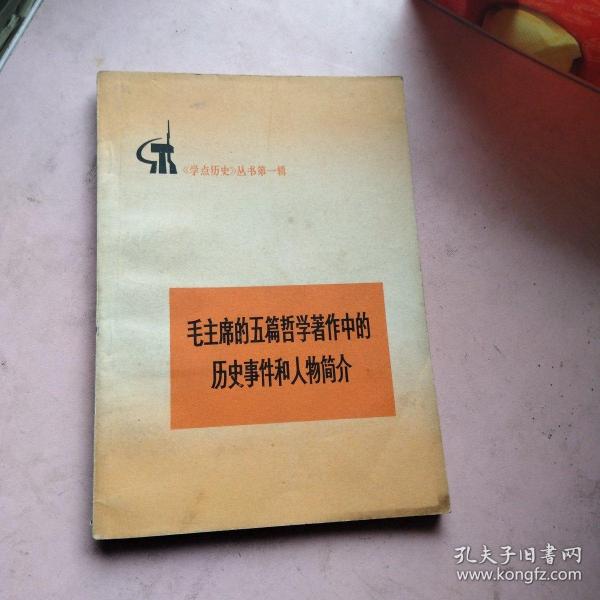 《学点历史》丛书第一辑
毛主席的五篇哲学著作中的
历史事件和人物简介
孔夫子旧书网
www.kongfz.com